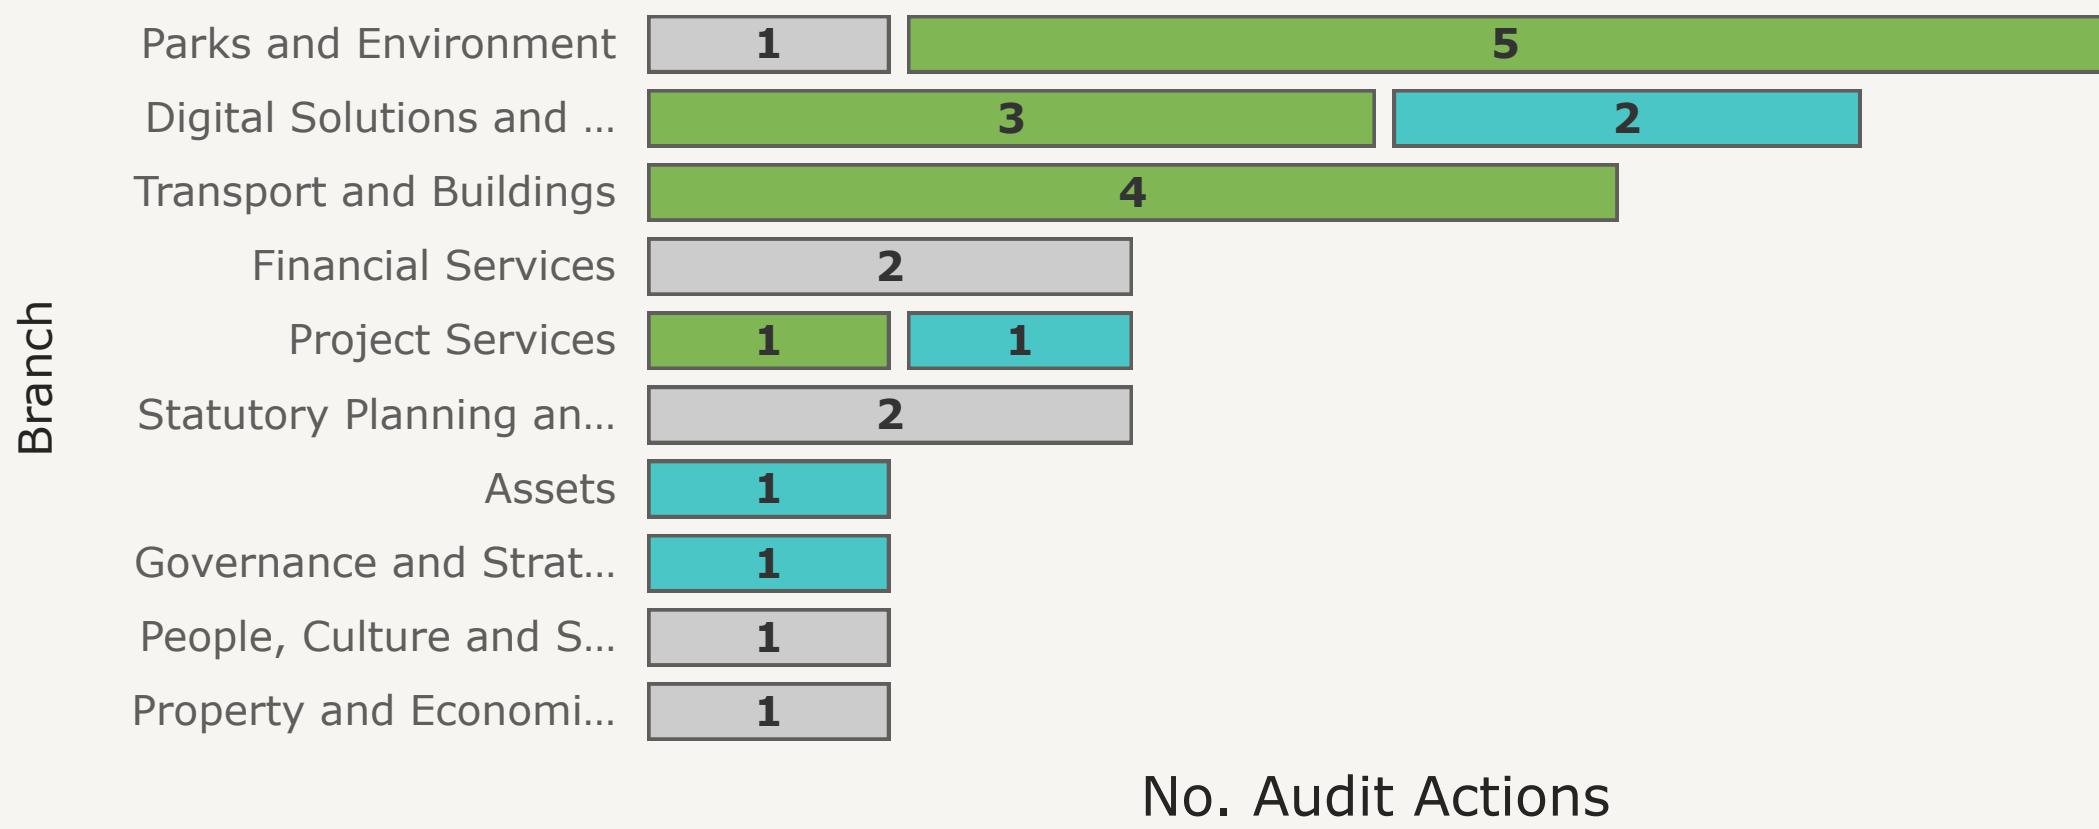 Parks and Environment 1 5
Digital Solutions and ... 3 2
Transport and Buildings 4
Financial Services 2
Project Services 1 1
Statutory Planning an... 2
Assets 1
Governance and Strat... 1
People, Culture and S... 1
Property and Economi... 1
Branch
No. Audit Actions